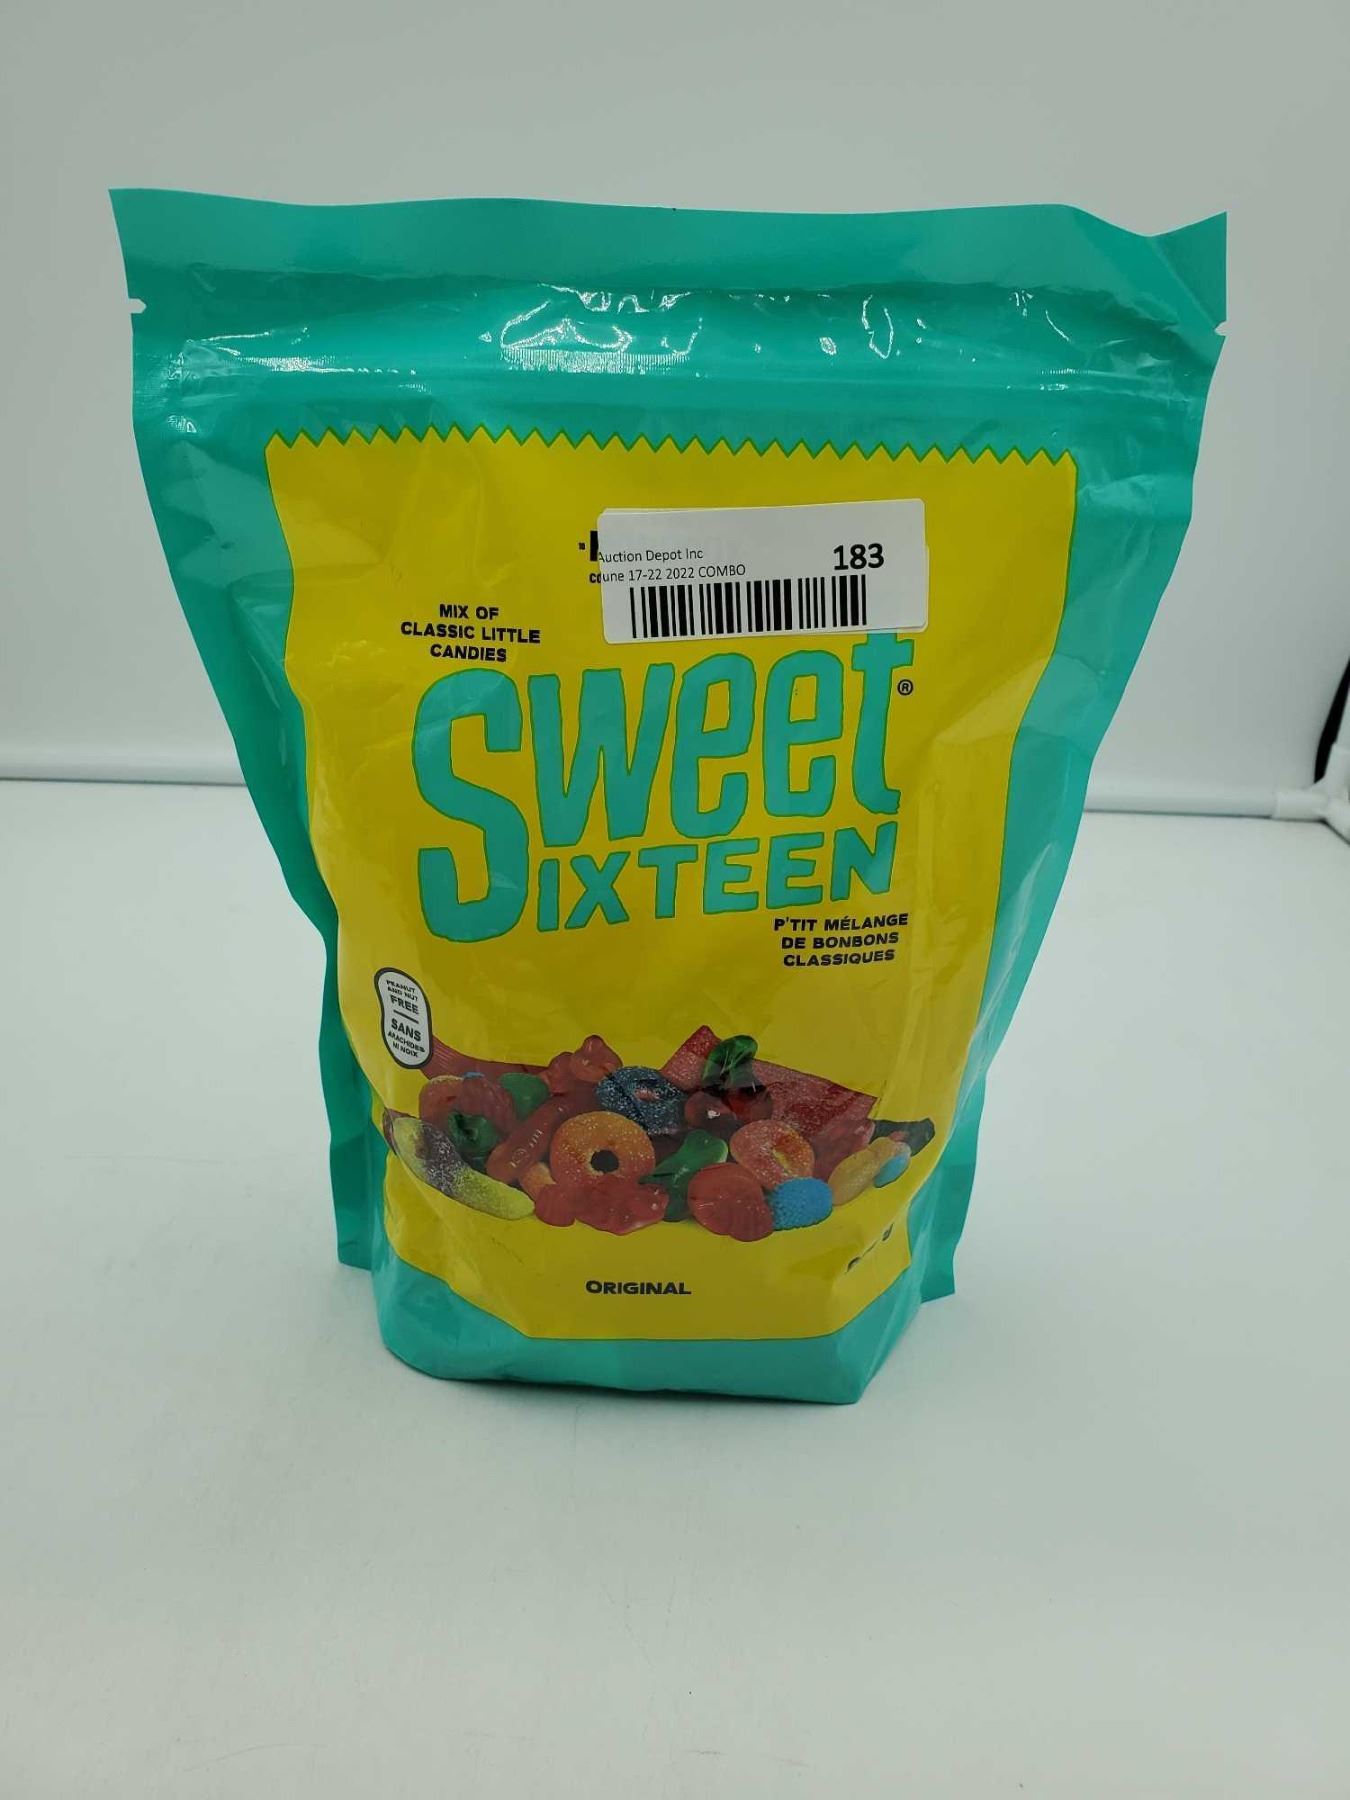 Auction Depot Inc
183
une 17-22 2022 COMBO
MIX OF
CLASSIC LITTLE
CANDIES
Sweet®
SIXTEEN
P'TIT MÉLANGE
DE BONBONS
CLASSIQUES
PEANUT
AND NUT
FREE
SANS
ARACHIDES
NI NOIX
ORIGINAL